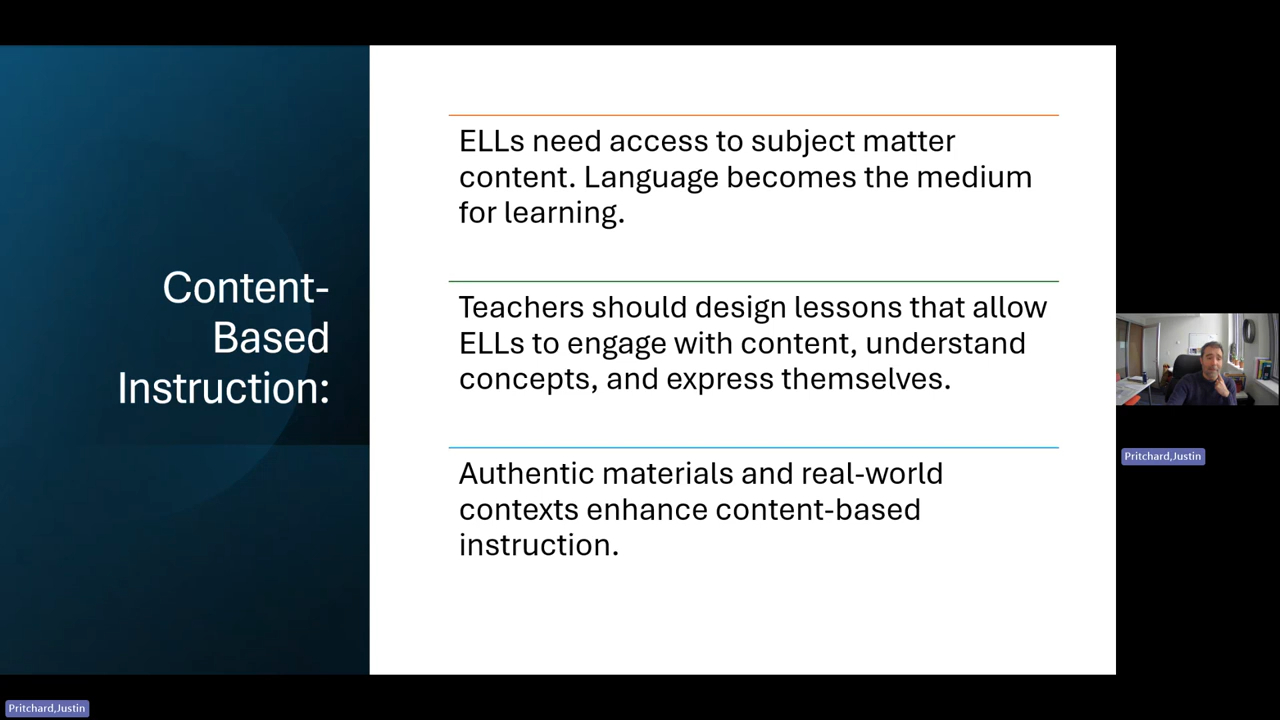 Content-
Based
Instruction:
ELLs need access to subject matter
content. Language becomes the medium
for learning.
Teachers should design lessons that allow
ELLs to engage with content, understand
concepts, and express themselves.
Authentic materials and real-world
contexts enhance content-based
instruction.
Pritchard,Justin
Pritchard,Justin